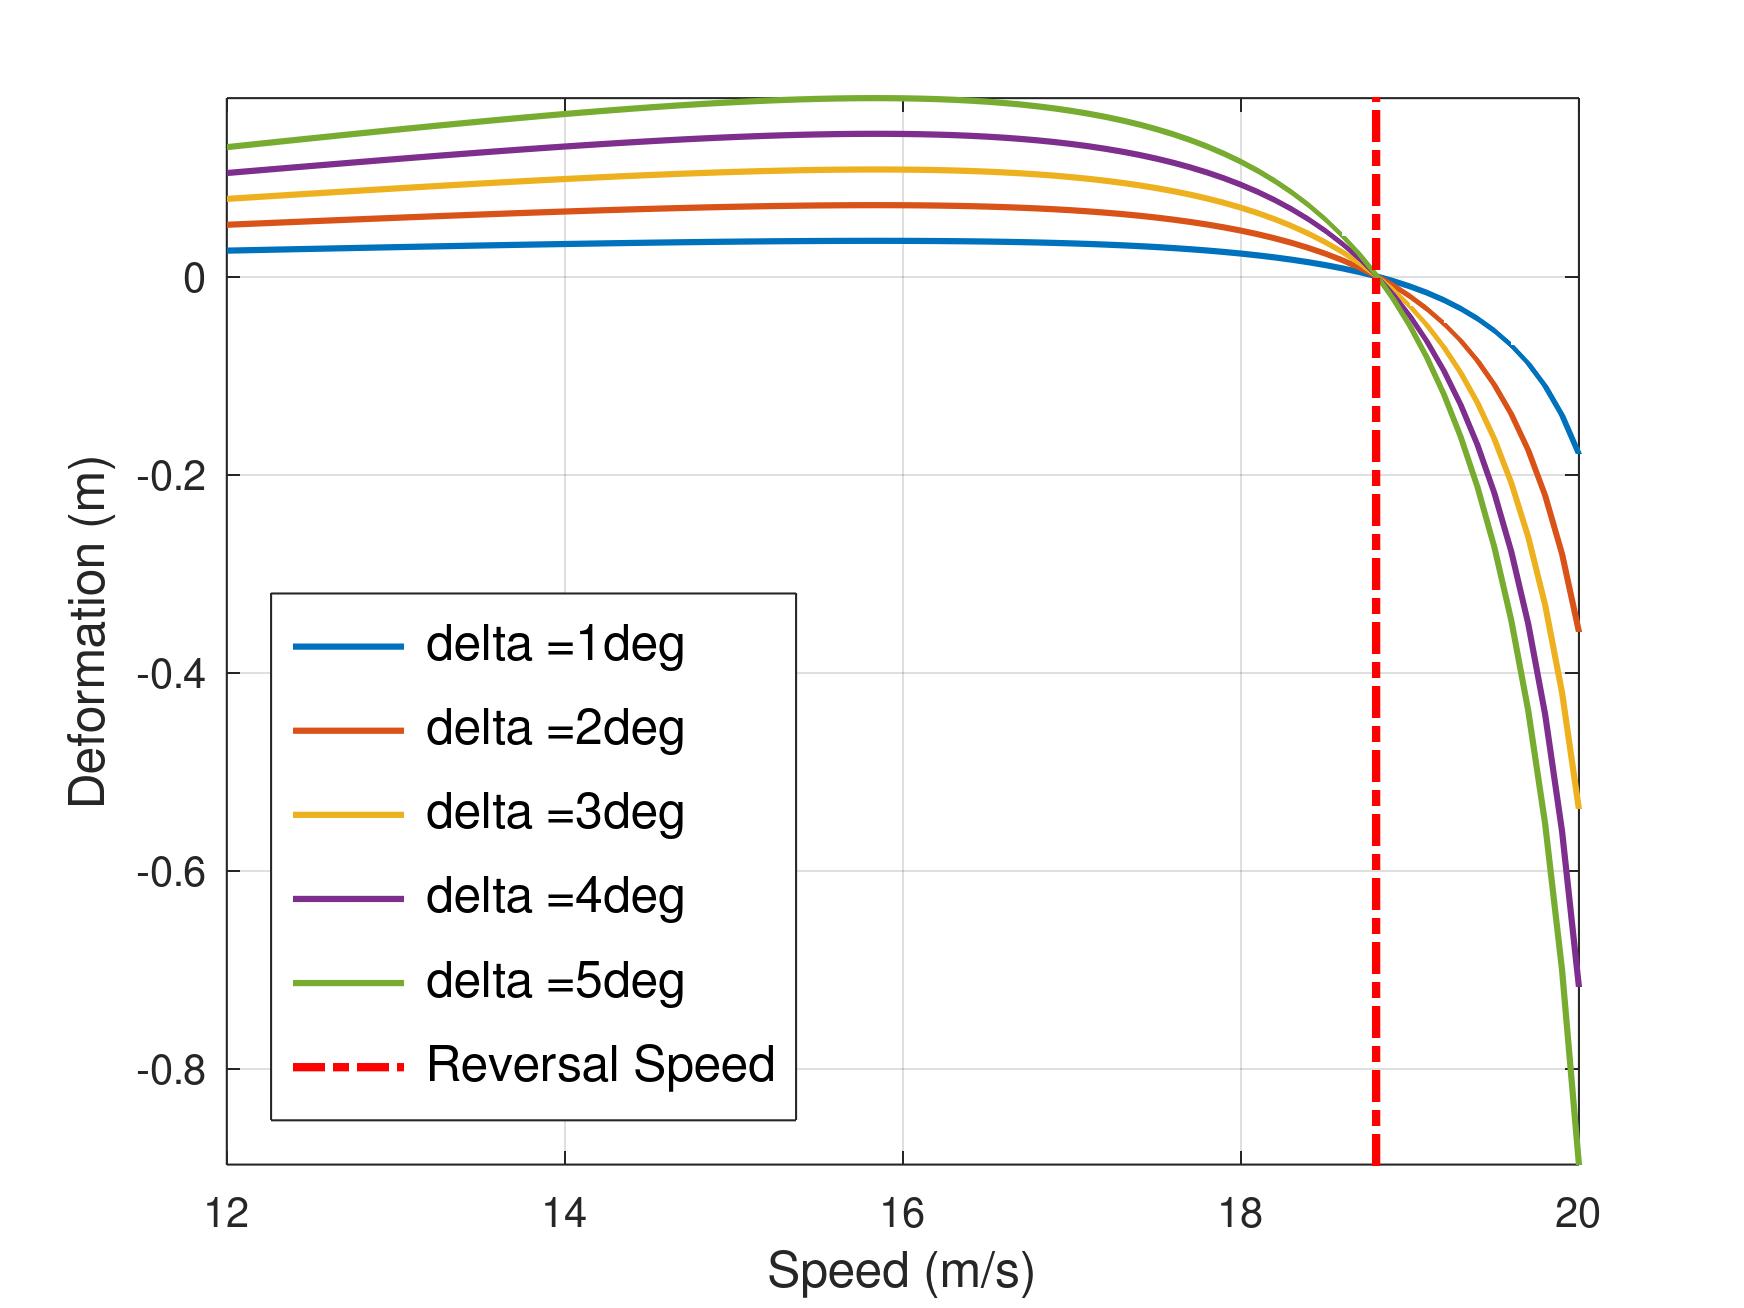 0
-0.2
-0.4
-0.6
-0.8
Deformation (m)
delta =1deg
delta =2deg
delta =3deg
delta =4deg
delta =5deg
Reversal Speed
12 14 16 18 20
Speed (m/s)